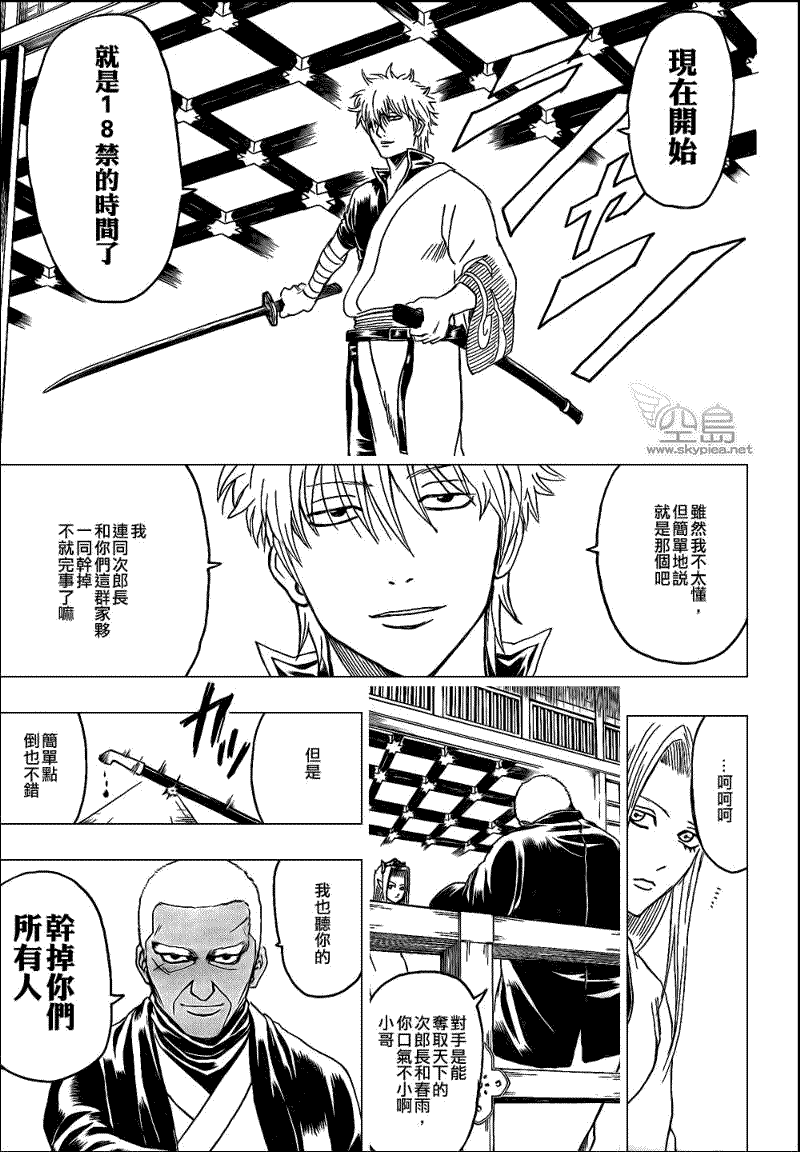 現在開始
就是18禁的時間了
ザッ
空島
www.skypiea.net
雖然我不太懂，
但簡單地說
就是那個吧
我
連同次郎長
和你們這群家夥
一同幹掉
不就完事了嘛
…呵呵呵
…
對手是能
奪取天下的
次郎長和春雨，
你口氣不小啊
小哥
但是
簡單點
倒也不錯
我也聽你的
幹掉你們
所有人